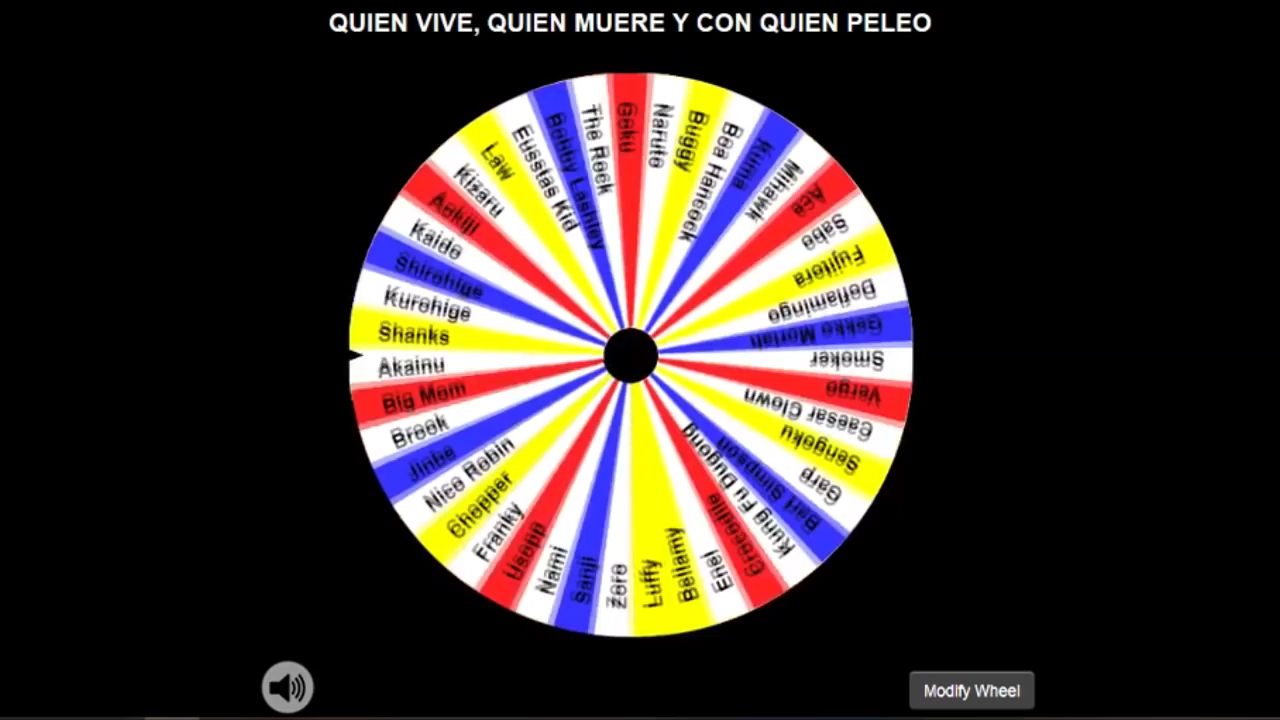 QUIEN VIVE, QUIEN MUERE Y CON QUIEN PELEO
Goku
Naruto
Buggy
Boa Hancock
Kuma
Mihawk
Ace
Sabo
Fujitora
Doflamingo
Gekko Moriah
Smoker
Vergo
Caesar Clown
Sengoku
Garp
Bart Simpson
Kung Fu Dugong
Crocodile
Enel
Bellamy
Luffy
Zoro
Sanji
Nami
Usopp
Franky
Chopper
Nico Robin
Jinbe
Brook
Big Mom
Akainu
Shanks
Kurohige
Shirohige
Kaido
Aokiji
Kizaru
Law
Eusstas Kid
Bobby Lashley
The Rock
Modify Wheel